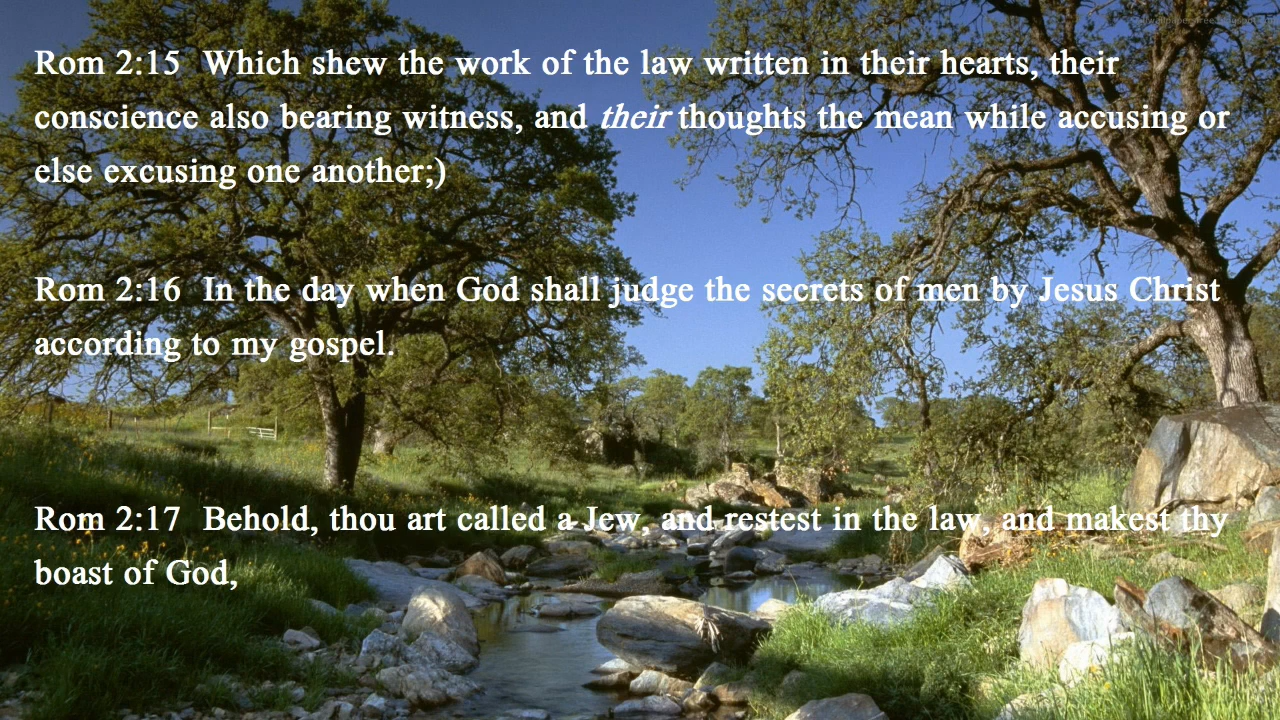 Rom 2:15  Which shew the work of the law written in their hearts, their
conscience also bearing witness, and their thoughts the mean while accusing or
else excusing one another;)
Rom 2:16  In the day when God shall judge the secrets of men by Jesus Christ
according to my gospel.
Rom 2:17  Behold, thou art called a Jew, and restest in the law, and makest thy
boast of God,